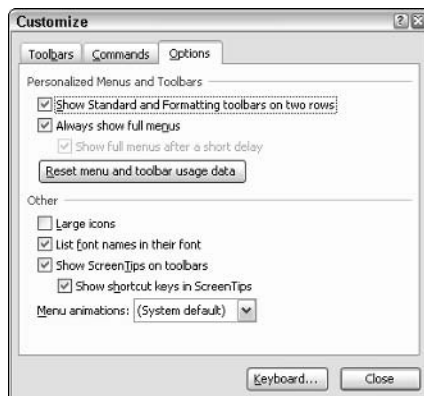 Customize
Toolbars Commands Options
Personalized Menus and Toolbars
Show Standard and Formatting toolbars on two rows
Always show full menus
Show full menus after a short delay
Reset menu and toolbar usage data
Other
Large icons
List font names in their font
Show ScreenTips on toolbars
Show shortcut keys in ScreenTips
Menu animations: (System default)
Keyboard... Close